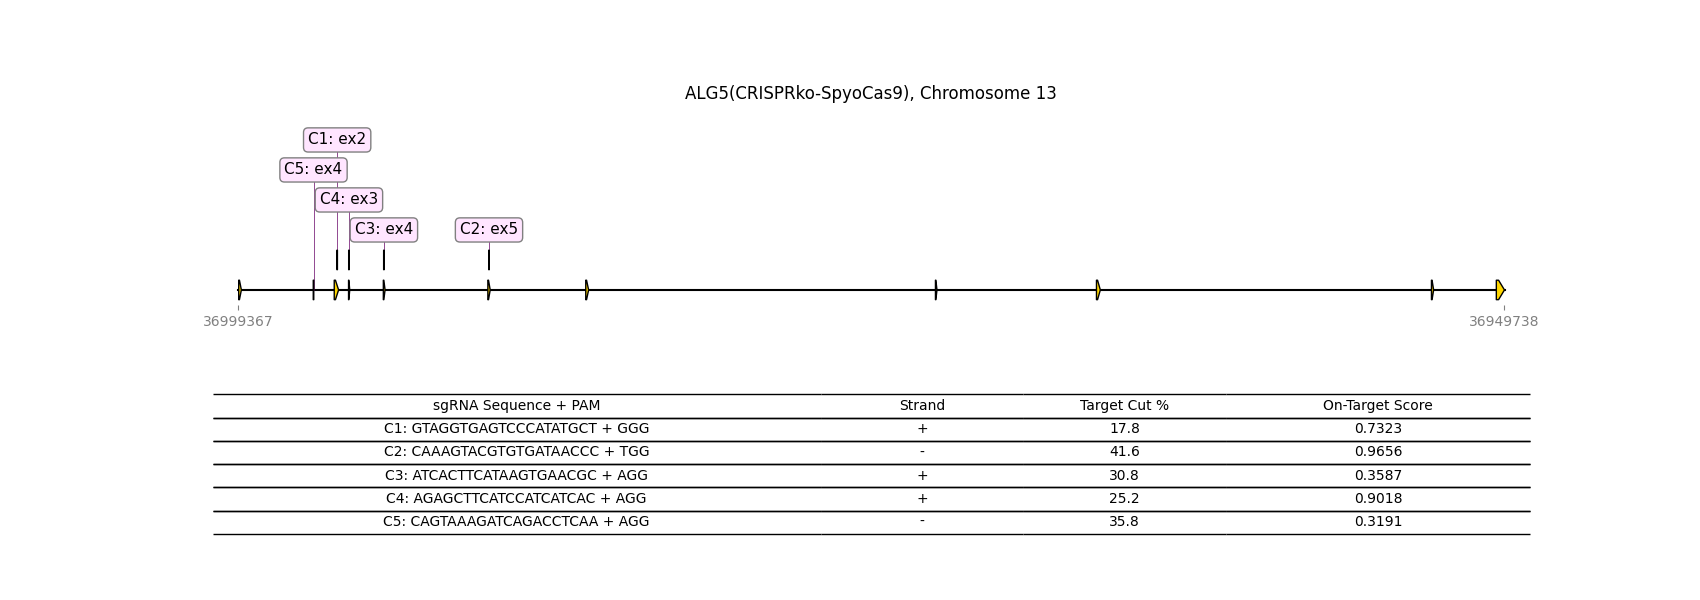 ALG5(CRISPRko-SpyoCas9), Chromosome 13
C1: ex2
C5: ex4
C4: ex3
C3: ex4
C2: ex5
36999367
36949738
sgRNA Sequence + PAM Strand Target Cut % On-Target Score
C1: GTAGGTGAGTCCCATATGCT + GGG + 17.8 0.7323
C2: CAAAGTACGTGTGATAACCC + TGG - 41.6 0.9656
C3: ATCACTTCATAAGTGAACGC + AGG + 30.8 0.3587
C4: AGAGCTTCATCCATCATCAC + AGG + 25.2 0.9018
C5: CAGTAAAGATCAGACCTCAA + AGG - 35.8 0.3191